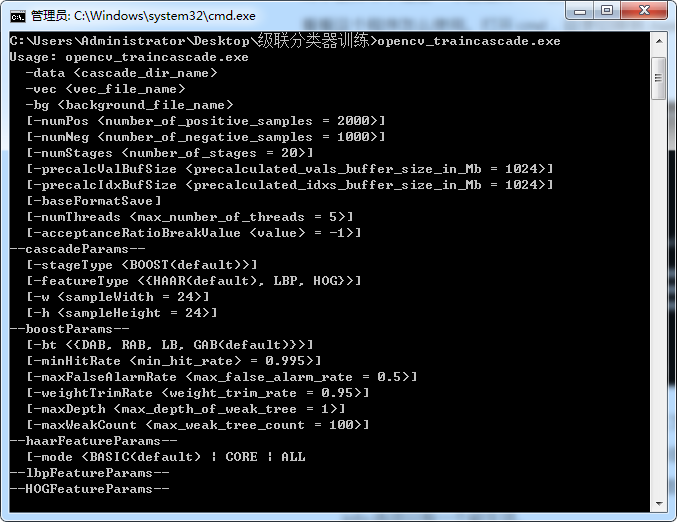 管理员: C:\Windows\system32\cmd.exe
C:\Users\Administrator\Desktop\级联分类器训练>opencv_traincascade.exe
Usage: opencv_traincascade.exe
  -data <cascade_dir_name>
  -vec <vec_file_name>
  -bg <background_file_name>
  [-numPos <number_of_positive_samples = 2000>]
  [-numNeg <number_of_negative_samples = 1000>]
  [-numStages <number_of_stages = 20>]
  [-precalcValBufSize <precalculated_vals_buffer_size_in_Mb = 1024>]
  [-precalcIdxBufSize <precalculated_idxs_buffer_size_in_Mb = 1024>]
  [-baseFormatSave]
  [-numThreads <max_number_of_threads = 5>]
  [-acceptanceRatioBreakValue <value> = -1>]
--cascadeParams--
  [-stageType <BOOST(default)>]
  [-featureType <{HAAR(default), LBP, HOG}>]
  [-w <sampleWidth = 24>]
  [-h <sampleHeight = 24>]
--boostParams--
  [-bt <{DAB, RAB, LB, GAB(default)}>]
  [-minHitRate <min_hit_rate> = 0.995>]
  [-maxFalseAlarmRate <max_false_alarm_rate = 0.5>]
  [-weightTrimRate <weight_trim_rate = 0.95>]
  [-maxDepth <max_depth_of_weak_tree = 1>]
  [-maxWeakCount <max_weak_tree_count = 100>]
--haarFeatureParams--
  [-mode <BASIC(default) | CORE | ALL
--lbpFeatureParams--
--HOGFeatureParams--